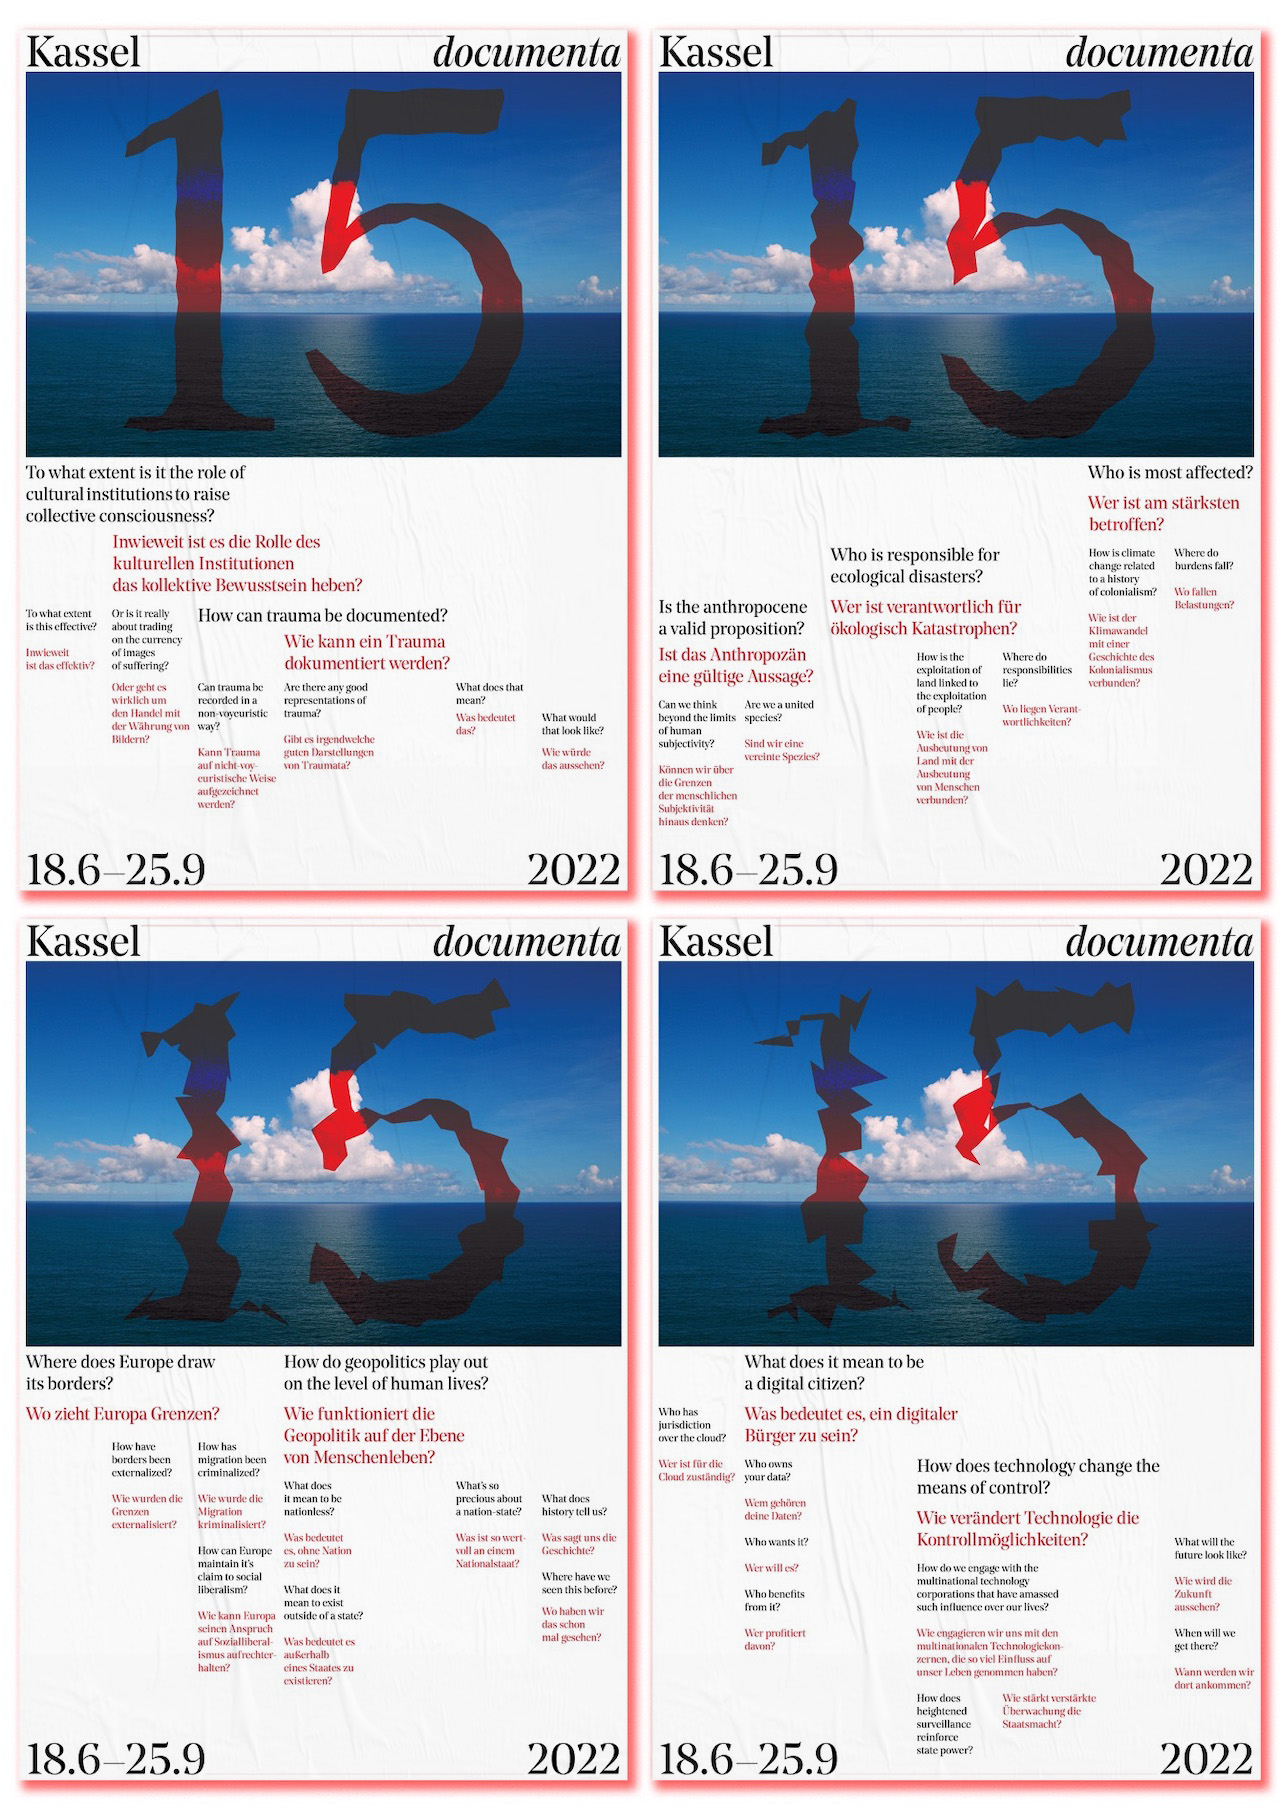 Kassel documenta
15
To what extent is it the role of
cultural institutions to raise
collective consciousness?
Inwieweit ist es die Rolle des
kulturellen Institutionen
das kollektive Bewusstsein heben?
To what extent
is this effective?
Inwieweit
ist das effektiv?
Or is it really
about trading
on the currency
of images
of suffering?
Oder geht es
wirklich um
den Handel mit
der Währung von
Bildern?
How can trauma be documented?
Wie kann ein Trauma
dokumentiert werden?
Can trauma be
recorded in a
non-voyeuristic
way?
Kann Trauma
auf nicht-voy-
euristische Weise
aufgezeichnet
werden?
Are there any good
representations of
trauma?
Gibt es irgendwelche
guten Darstellungen
von Traumata?
What does that
mean?
Was bedeutet
das?
What would
that look like?
Wie würde
das aussehen?
18.6–25.9 2022
Kassel documenta
15
Who is most affected?
Wer ist am stärksten
betroffen?
How is climate
change related
to a history
of colonialism?
Wie ist der
Klimawandel
mit einer
Geschichte des
Kolonialismus
verbunden?
Where do
burdens fall?
Wo fallen
Belastungen?
Who is responsible for
ecological disasters?
Wer ist verantwortlich für
ökologisch Katastrophen?
How is the
exploitation of
land linked to
the exploitation
of people?
Wie ist die
Ausbeutung von
Land mit der
Ausbeutung
von Menschen
verbunden?
Where do
responsibilities
lie?
Wo liegen Verant-
wortlichkeiten?
Is the anthropocene
a valid proposition?
Ist das Anthropozän
eine gültige Aussage?
Can we think
beyond the limits
of human
subjectivity?
Können wir über
die Grenzen
der menschlichen
Subjektivität
hinaus denken?
Are we a united
species?
Sind wir eine
vereinte Spezies?
18.6–25.9 2022
Kassel documenta
15
Where does Europe draw
its borders?
Wo zieht Europa Grenzen?
How have
borders been
externalized?
Wie wurden die
Grenzen
externalisiert?
How has
migration been
criminalized?
Wie wurde die
Migration
kriminalisiert?
How can Europe
maintain it's
claim to social
liberalism?
Wie kann Europa
seinen Anspruch
auf Sozialliberal-
ismus aufrechter-
halten?
How do geopolitics play out
on the level of human lives?
Wie funktioniert die
Geopolitik auf der Ebene
von Menschenleben?
What does
it mean to be
nationless?
Was bedeutet
es, ohne Nation
zu sein?
What does it
mean to exist
outside of a state?
Was bedeutet es
außerhalb
eines Staates zu
existieren?
What's so
precious about
a nation-state?
Was ist so wert-
voll an einem
Nationalstaat?
What does
history tell us?
Was sagt uns die
Geschichte?
Where have we
seen this before?
Wo haben wir
das schon
mal gesehen?
18.6–25.9 2022
Kassel documenta
15
What does it mean to be
a digital citizen?
Was bedeutet es, ein digitaler
Bürger zu sein?
Who has
jurisdiction
over the cloud?
Wer ist für die
Cloud zuständig?
Who owns
your data?
Wem gehören
deine Daten?
Who wants it?
Wer will es?
Who benefits
from it?
Wer profitiert
davon?
How does technology change the
means of control?
Wie verändert Technologie die
Kontrollmöglichkeiten?
How do we engage with the
multinational technology
corporations that have amassed
such influence over our lives?
Wie engagieren wir uns mit den
multinationalen Technologiekon-
zernen, die so viel Einfluss auf
unser Leben genommen haben?
How does
heightened
surveillance
reinforce
state power?
Wie stärkt verstärkte
Überwachung die
Staatsmacht?
What will the
future look like?
Wie wird die
Zukunft
aussehen?
When will we
get there?
Wann werden wir
dort ankommen?
18.6–25.9 2022